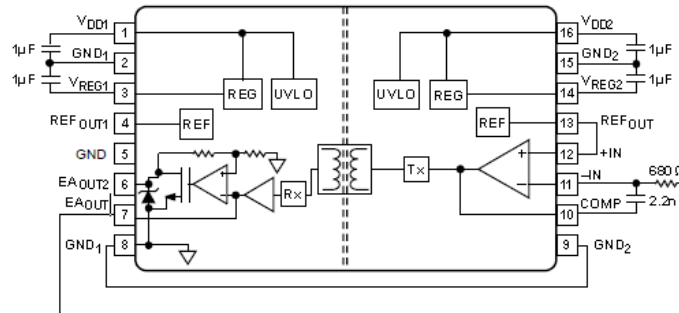 VDD1
1
1µF
GND1
2
1µF
VREG1
3
REG
UVLO
REFOUT1
4
REF
GND
5
EAOUT2
6
EAOUT
7
GND1
8
+
Rx
Tx
UVLO
REG
REF
+
−
16
VDD2
1µF
15
GND2
14
VREG2
1µF
13
REFOUT
12
+IN
11
−IN
680Ω
10
COMP
2.2n
9
GND2